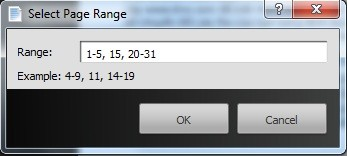 Select Page Range
Range: 1-5, 15, 20-31
Example: 4-9, 11, 14-19
OK Cancel